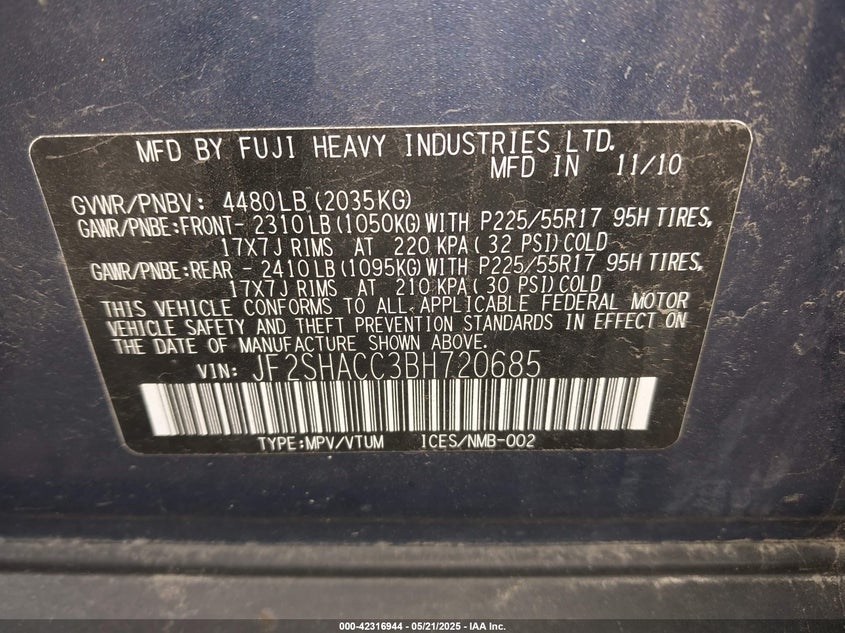 MFD BY FUJI HEAVY INDUSTRIES LTD.
MFD IN 11/10
GVWR/PNBV: 4480LB(2035KG)
GAWR/PNBE:FRONT- 2310LB(1050KG)WITH P225/55R17 95H TIRES,
17X7J RIMS AT 220 KPA( 32 PSI)COLD
GAWR/PNBE:REAR - 2410LB(1095KG)WITH P225/55R17 95H TIRES,
17X7J RIMS AT 210 KPA( 30 PSI)COLD
THIS VEHICLE CONFORMS TO ALL APPLICABLE FEDERAL MOTOR
VEHICLE SAFETY AND THEFT PREVENTION STANDARDS IN EFFECT ON
THE DATE OF MANUFACTURE SHOWN ABOVE.
VIN: JF2SHACC3BH720685
TYPE:MPV/VTUM ICES/NMB-002
000-42316944 - 05/21/2025 - IAA Inc.